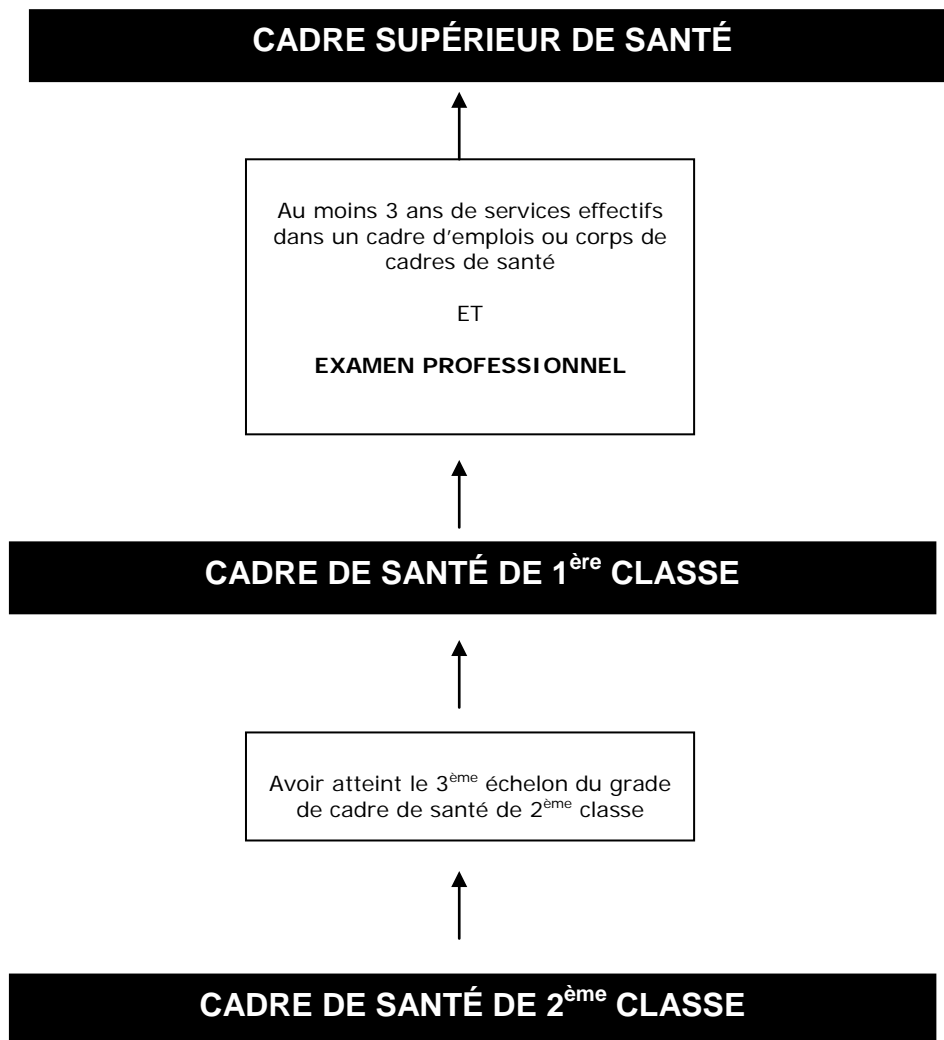 CADRE SUPÉRIEUR DE SANTÉ
Au moins 3 ans de services effectifs
dans un cadre d'emplois ou corps de
cadres de santé
ET
EXAMEN PROFESSIONNEL
CADRE DE SANTÉ DE 1ère CLASSE
Avoir atteint le 3ème échelon du grade
de cadre de santé de 2ème classe
CADRE DE SANTÉ DE 2ème CLASSE